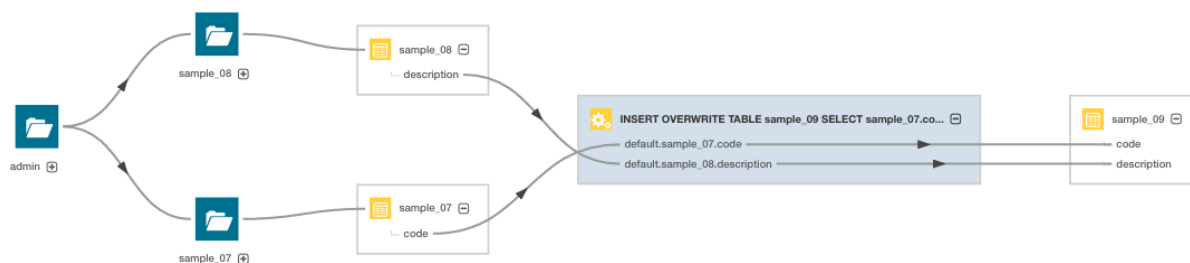 admin
sample_08
sample_07
sample_08
description
sample_07
code
INSERT OVERWRITE TABLE sample_09 SELECT sample_07.co...
default.sample_07.code
default.sample_08.description
sample_09
code
description